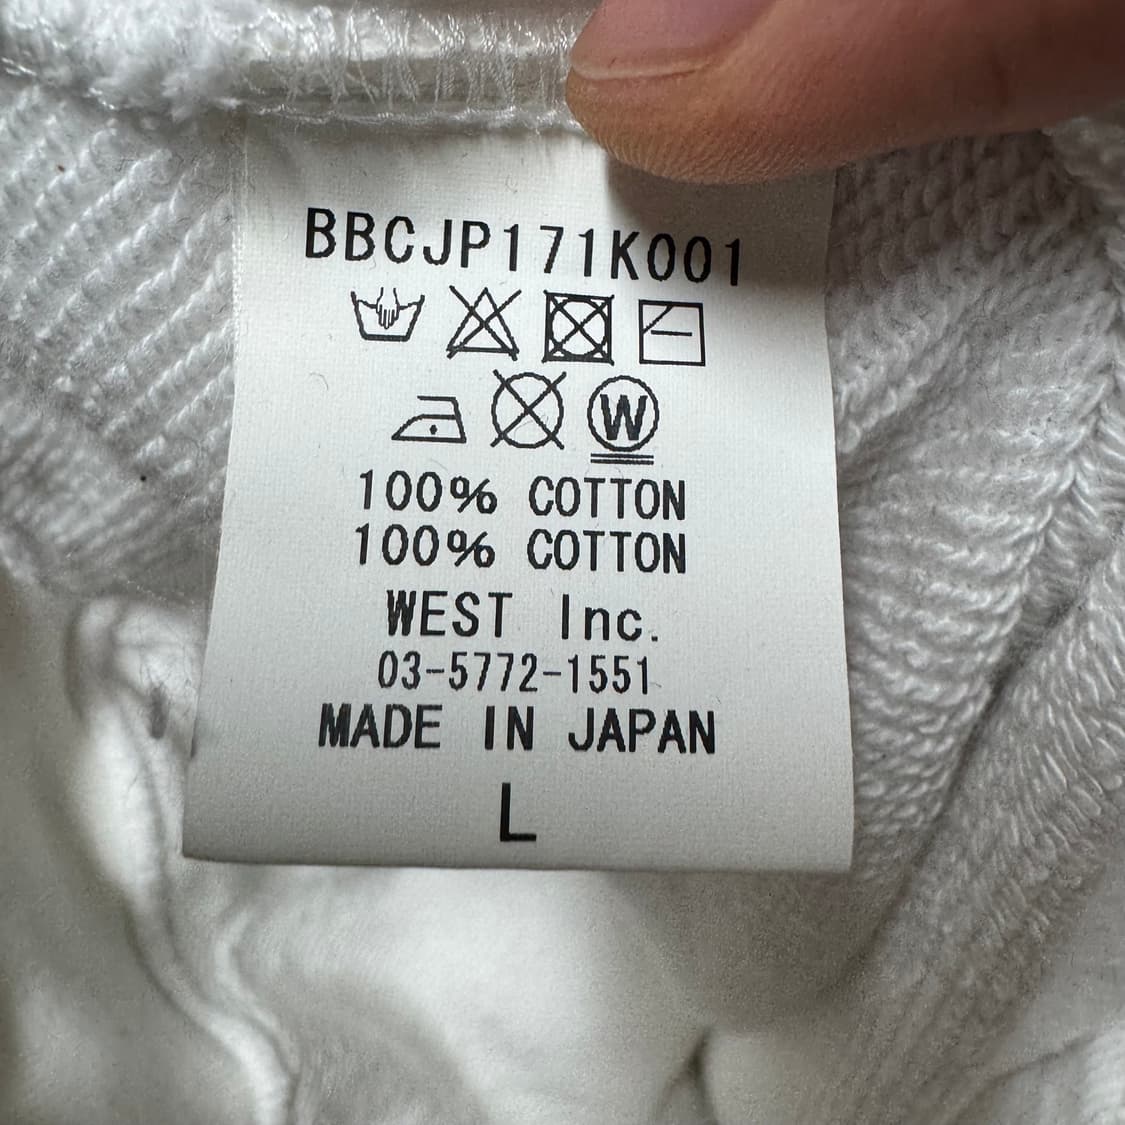 BBCJP171K001
W
100% COTTON
100% COTTON
WEST Inc.
03-5772-1551
MADE IN JAPAN
L